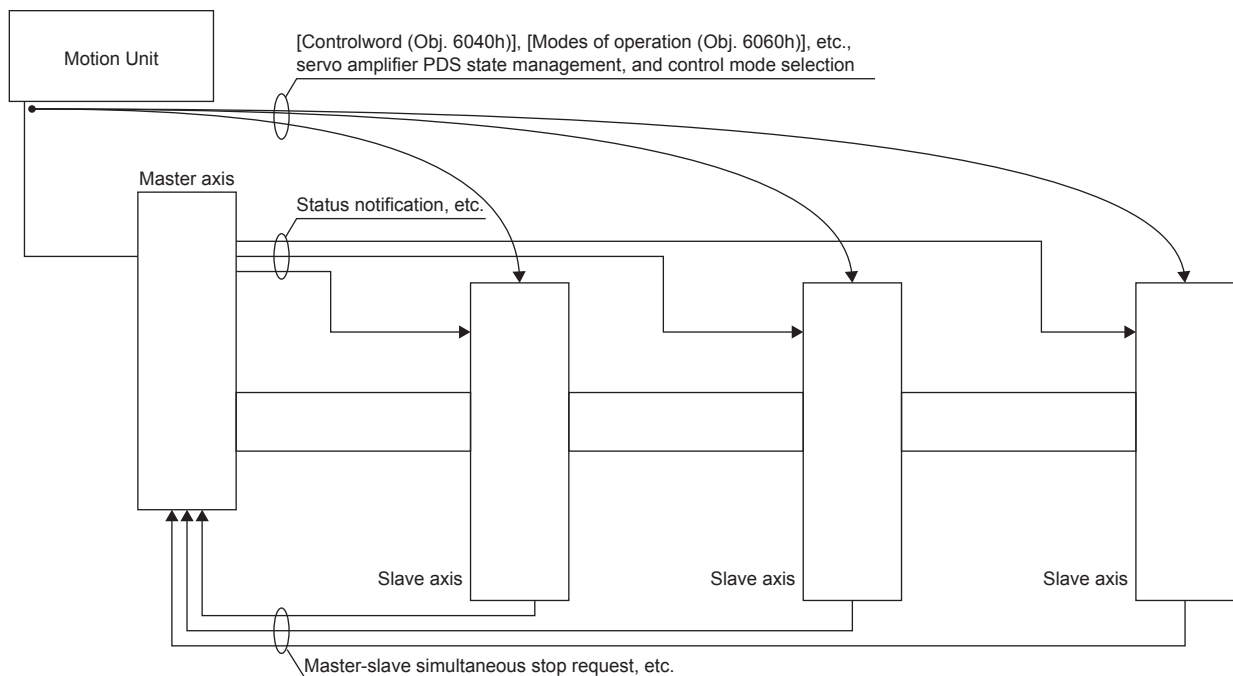 Motion Unit
[Controlword (Obj. 6040h)], [Modes of operation (Obj. 6060h)], etc.,
servo amplifier PDS state management, and control mode selection
Master axis
Status notification, etc.
Slave axis
Slave axis
Slave axis
Master-slave simultaneous stop request, etc.